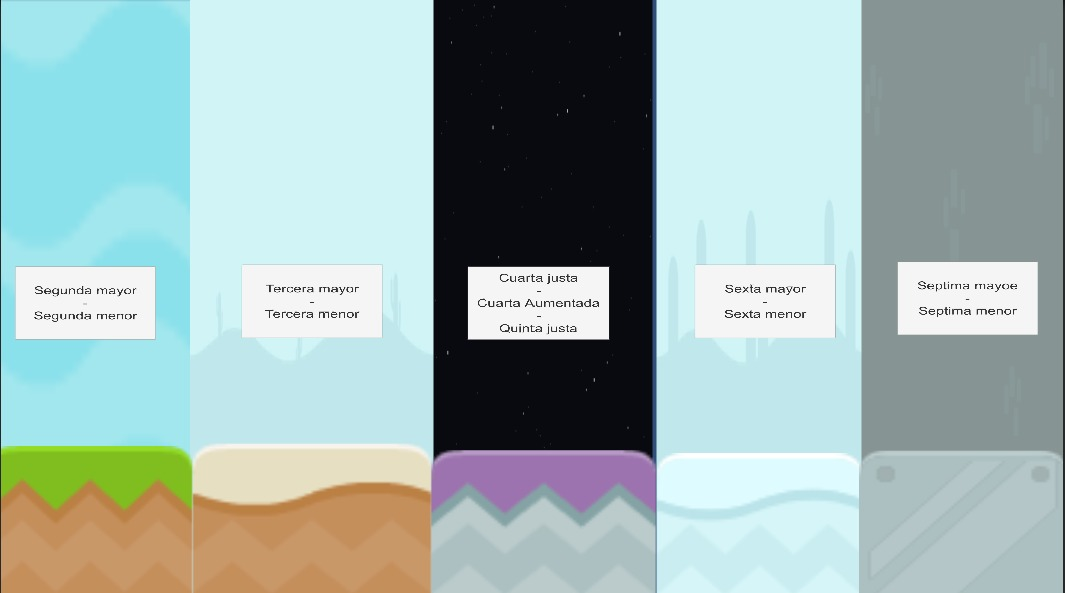 Segunda mayor
-
Segunda menor
Tercera mayor
-
Tercera menor
Cuarta justa
-
Cuarta Aumentada
-
Quinta justa
Sexta mayor
-
Sexta menor
Septima mayoe
-
Septima menor